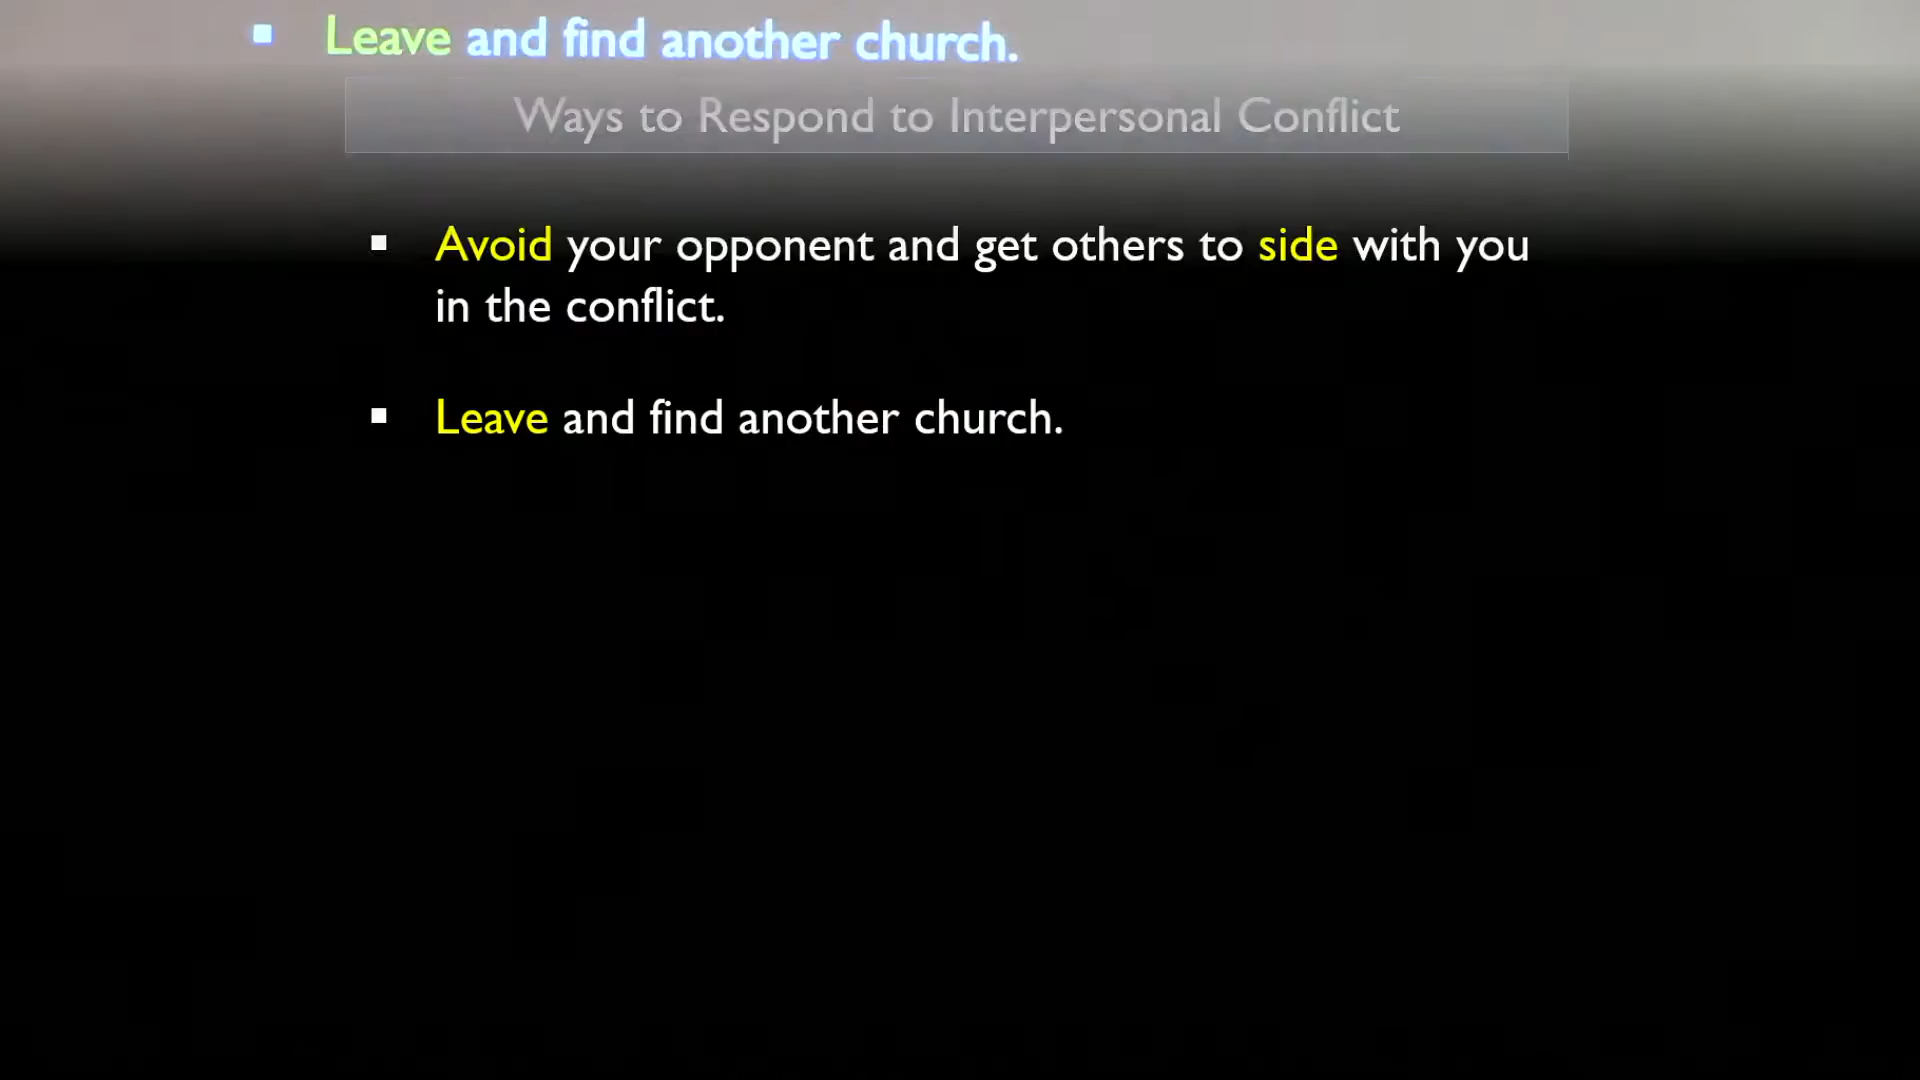 Leave and find another church.
Ways to Respond to Interpersonal Conflict
▪ Avoid your opponent and get others to side with you
in the conflict.
▪ Leave and find another church.